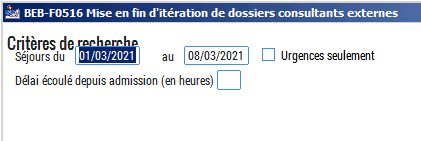 BEB-F0516 Mise en fin d'itération de dossiers consultants externes
Critères de recherche
Séjours du 01/03/2021 au 08/03/2021 Urgences seulement
Délai écoulé depuis admission (en heures)